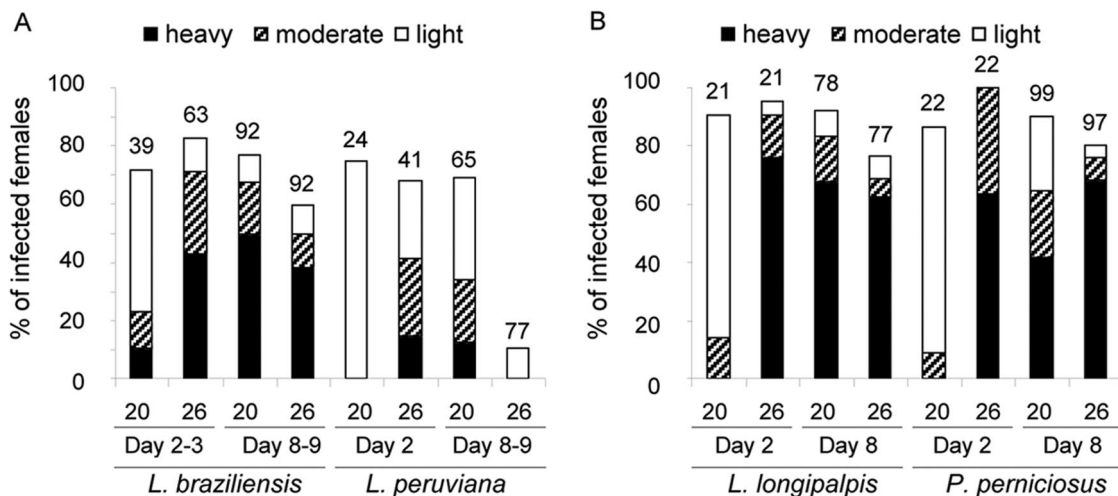 A
heavy moderate light
% of infected females
100
80
60
40
20
0
39 63 92 92 24 41 65 77
20 26 20 26 20 26 20 26
Day 2-3 Day 8-9 Day 2 Day 8-9
L. braziliensis L. peruviana
B
heavy moderate light
% of infected females
100
80
60
40
20
0
21 21 78 77 22 22 99 97
20 26 20 26 20 26 20 26
Day 2 Day 8 Day 2 Day 8
L. longipalpis P. perniciosus